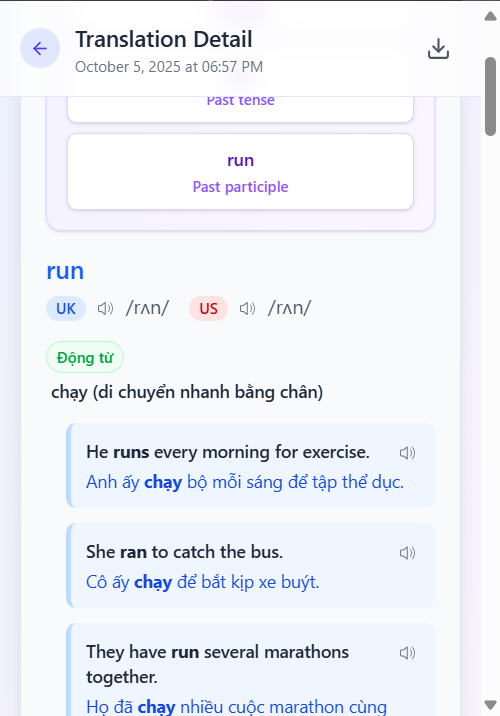 Translation Detail
October 5, 2025 at 06:57 PM
Past tense
run
Past participle
run
UK /rʌn/ US /rʌn/
Động từ
chạy (di chuyển nhanh bằng chân)
He runs every morning for exercise.
Anh ấy chạy bộ mỗi sáng để tập thể dục.
She ran to catch the bus.
Cô ấy chạy để bắt kịp xe buýt.
They have run several marathons
together.
Họ đã chạy nhiều cuộc marathon cùng